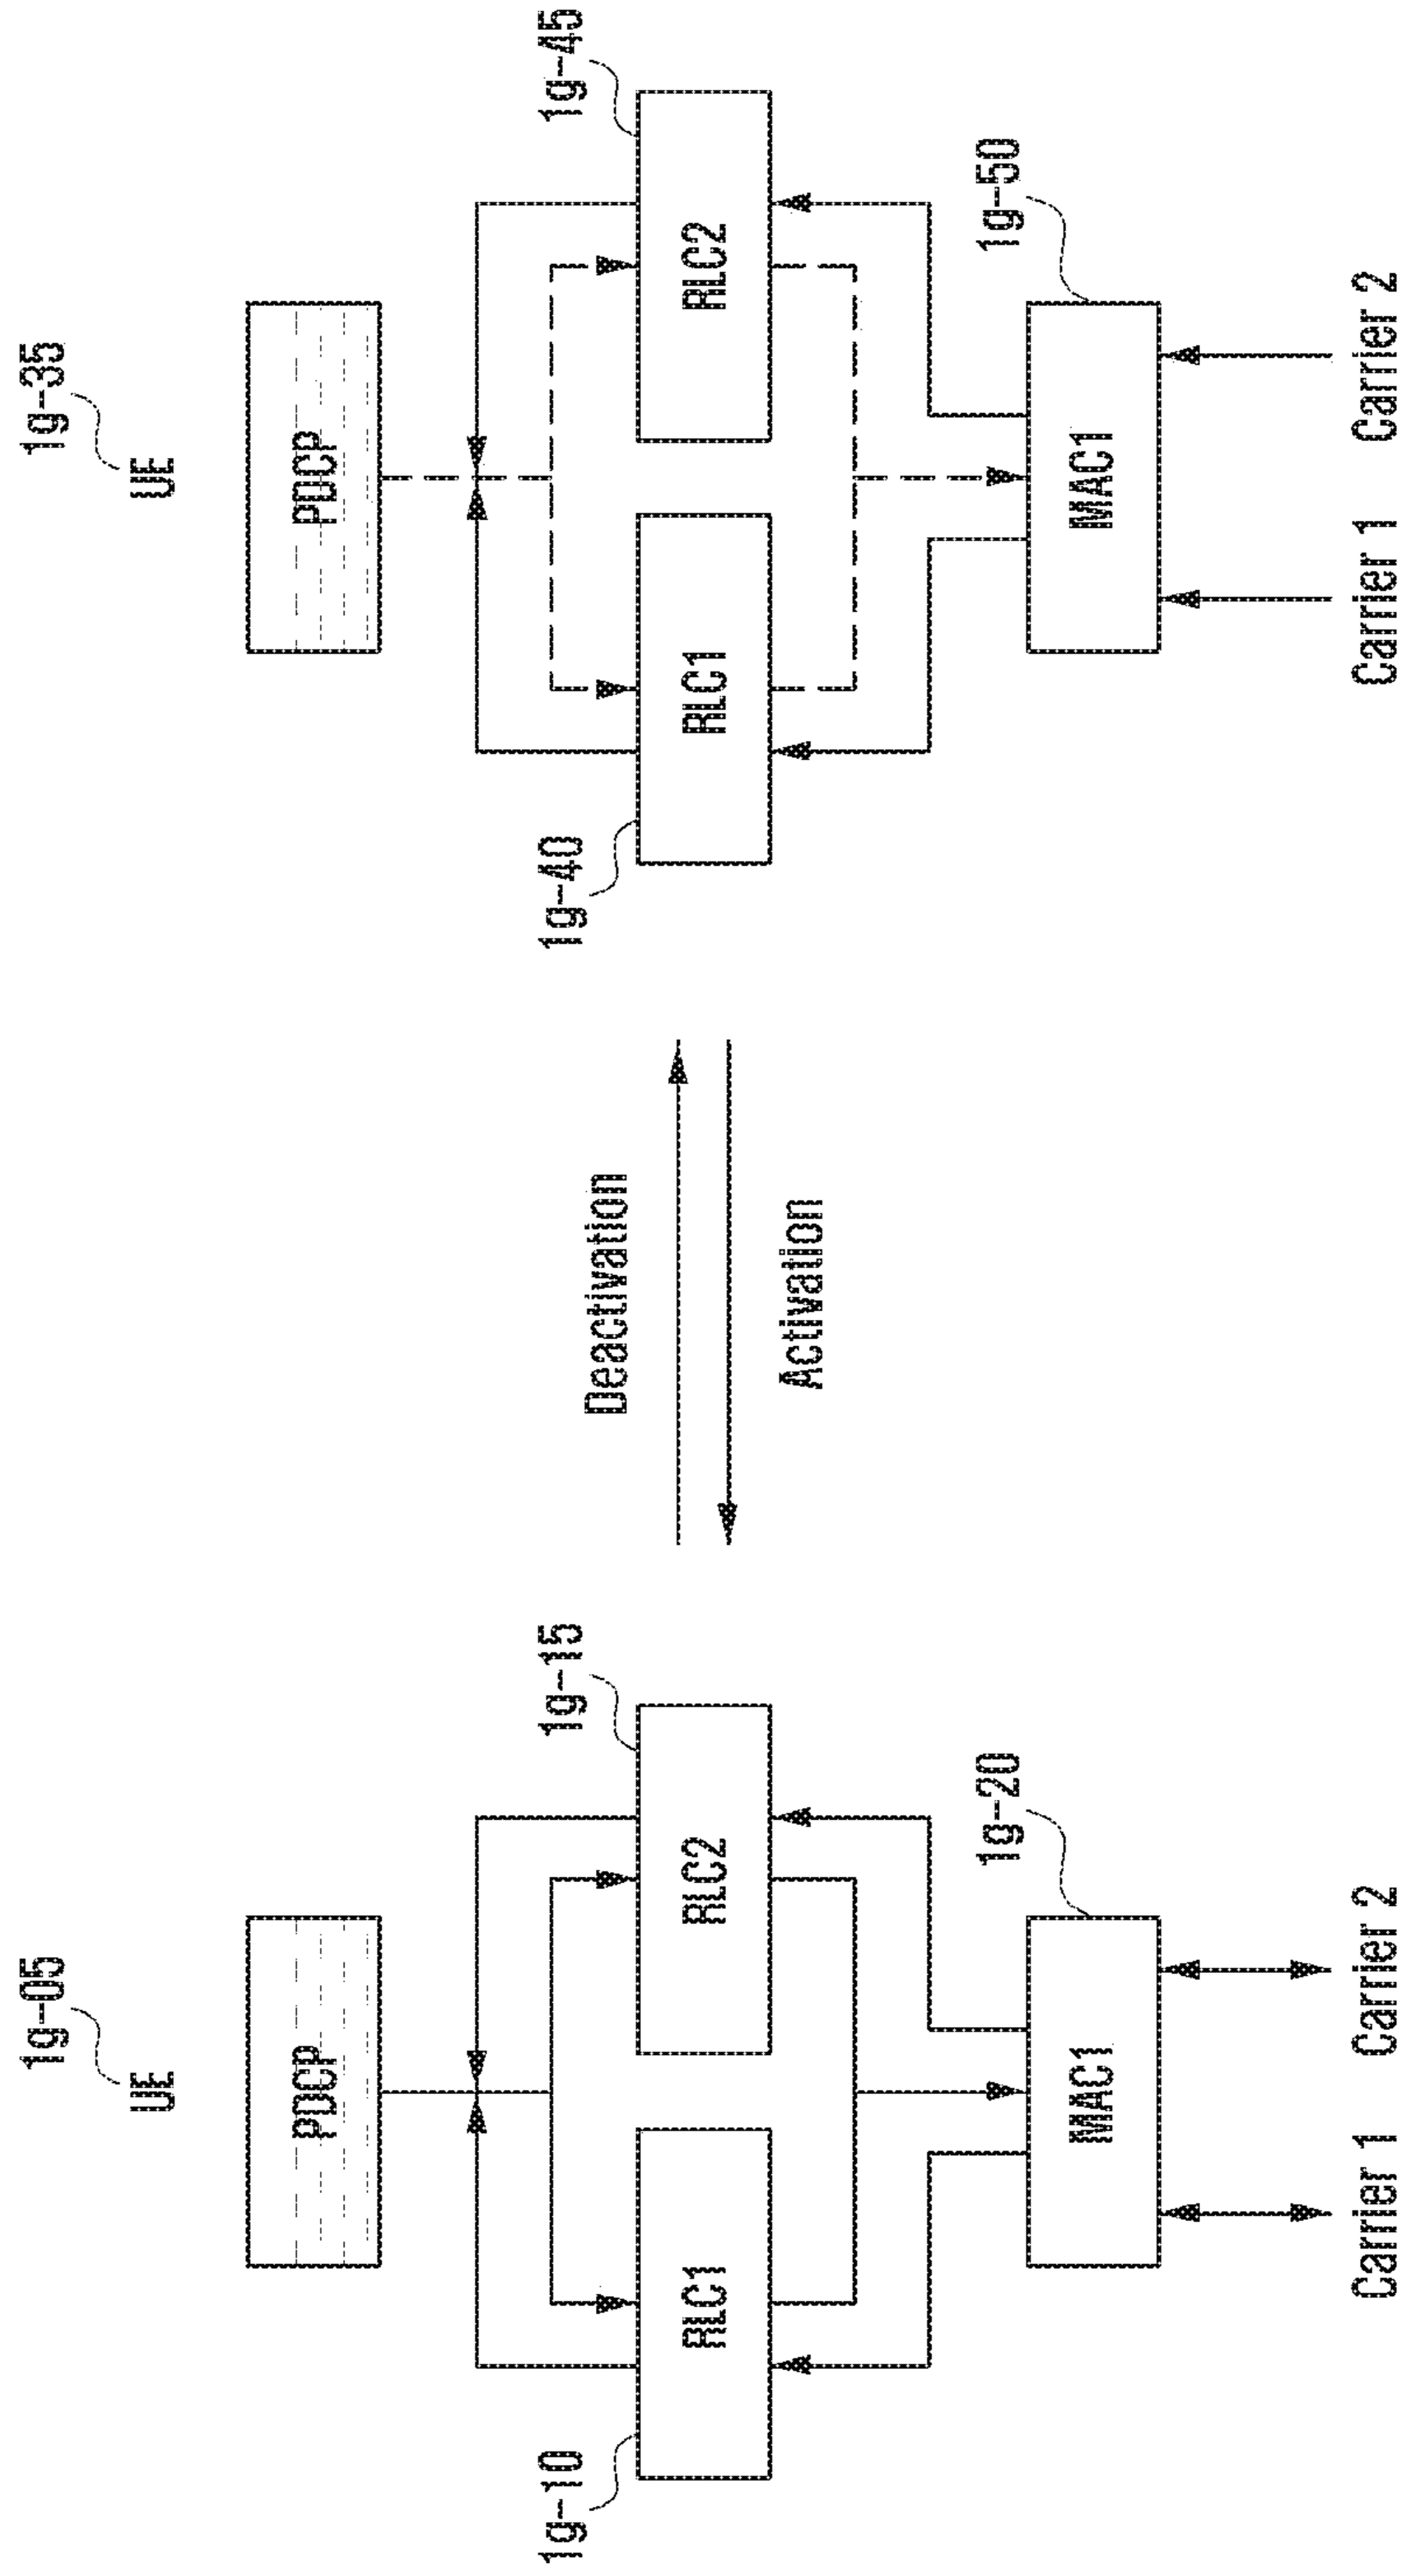 1g-05
UE
PDCP
1g-10
1g-15
RLC1
RLC2
1g-20
MAC1
Carrier 1
Carrier 2
Deactivation
Activation
1g-35
UE
PDCP
1g-40
1g-45
RLC1
RLC2
1g-50
MAC1
Carrier 1
Carrier 2